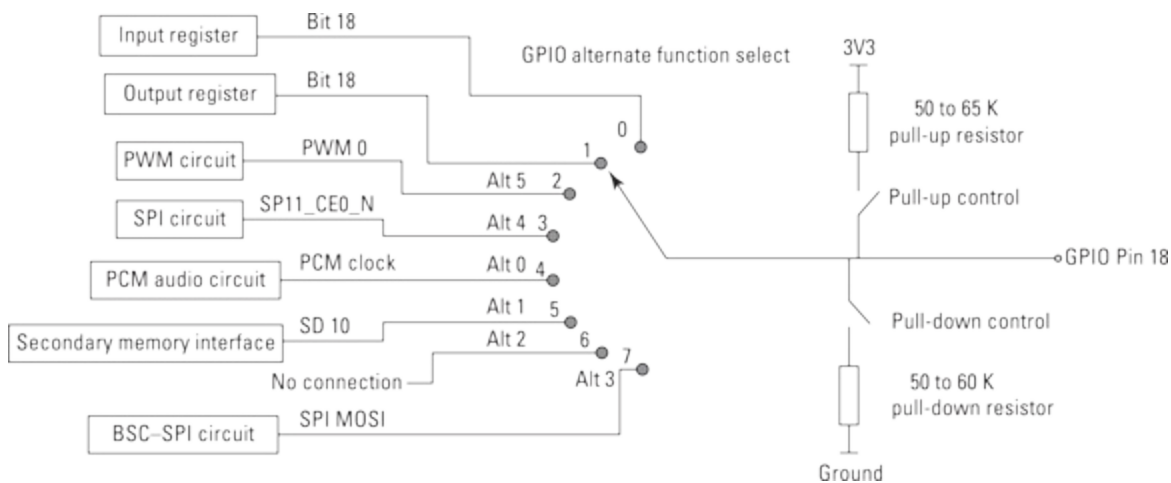 Input register
Bit 18
GPIO alternate function select
3V3
Output register
Bit 18
50 to 65 K
pull-up resistor
0
1
PWM circuit
PWM 0
Alt 5 2
Pull-up control
SPI circuit
SP11_CE0_N
Alt 4 3
GPIO Pin 18
PCM audio circuit
PCM clock
Alt 0 4
Alt 1 5
Secondary memory interface
SD 10
Alt 2 6
Pull-down control
7
Alt 3
No connection
50 to 60 K
pull-down resistor
BSC–SPI circuit
SPI MOSI
Ground